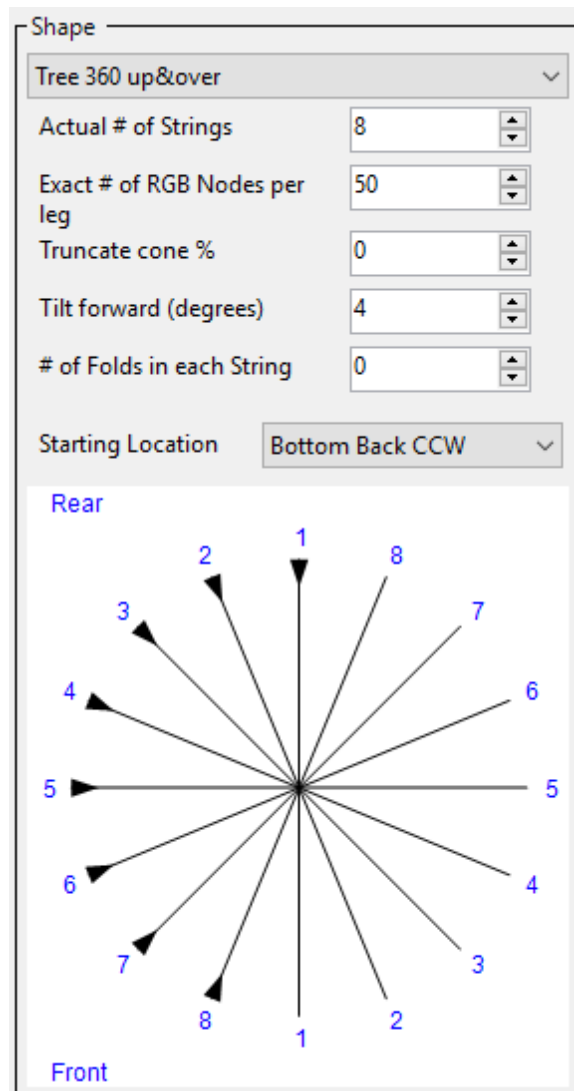 Shape
Tree 360 up&over
Actual # of Strings 8
Exact # of RGB Nodes per 50
leg
Truncate cone % 0
Tilt forward (degrees) 4
# of Folds in each String 0
Starting Location Bottom Back CCW
Rear
1
2 8
3 7
4 6
5 5
6 4
7 3
8 2
1
Front